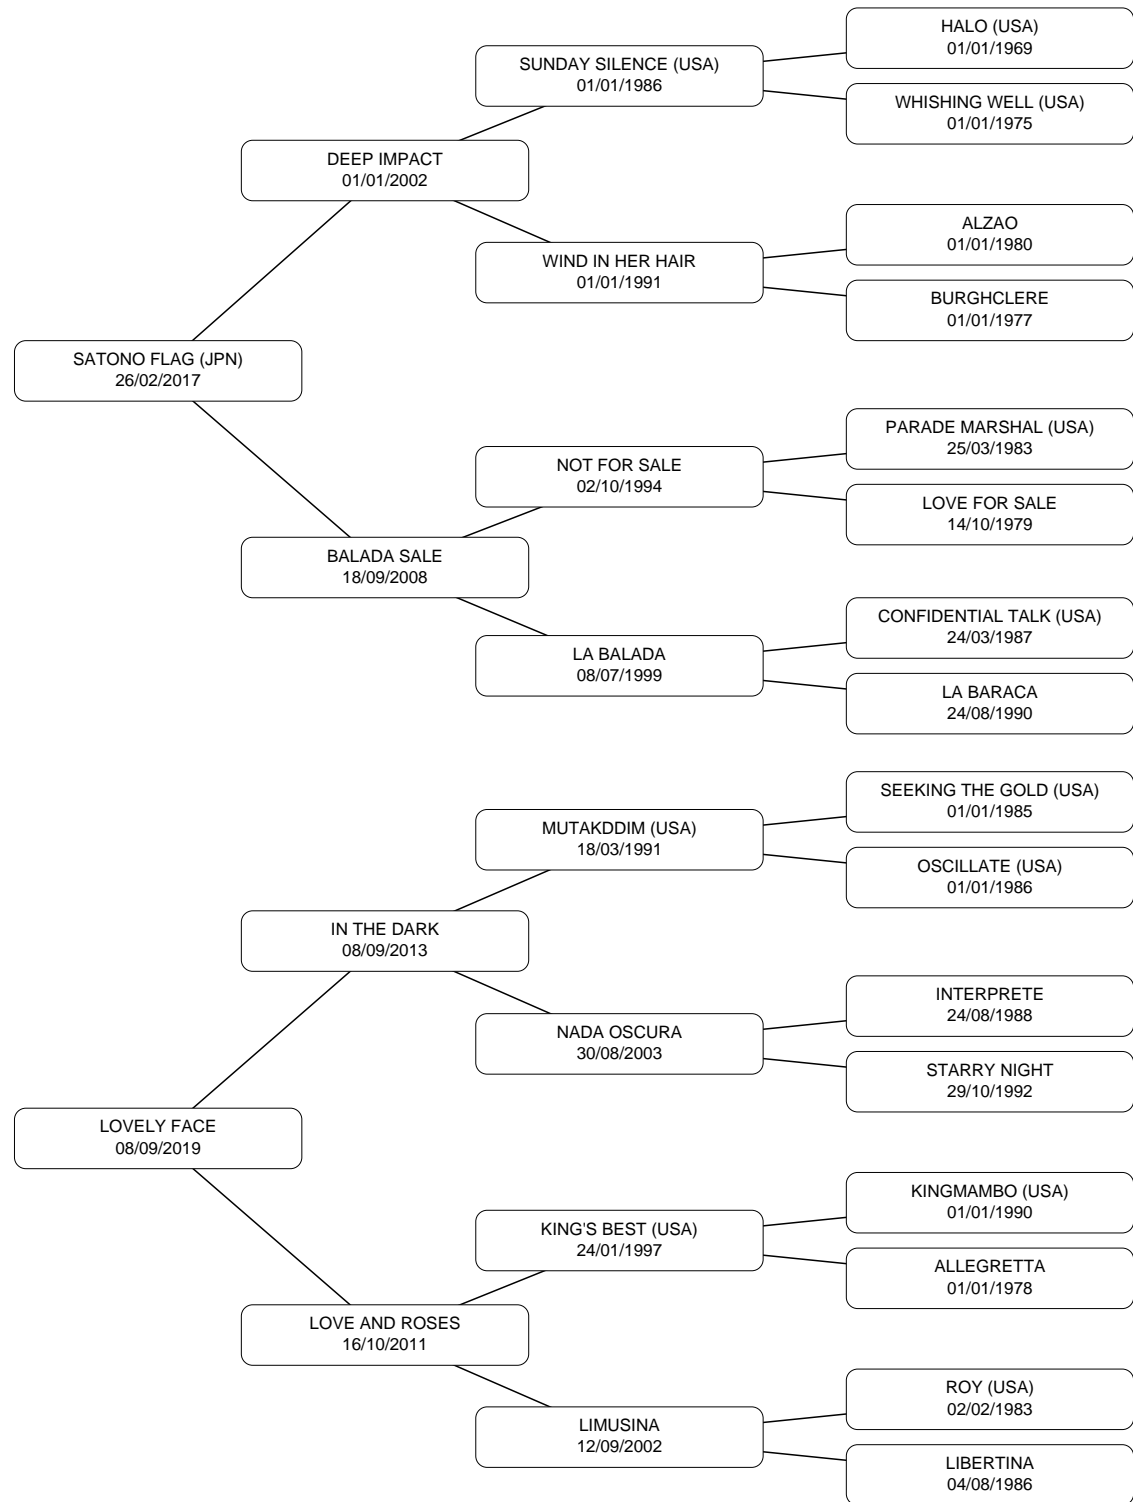 HALO (USA)
01/01/1969
SUNDAY SILENCE (USA)
01/01/1986
WHISHING WELL (USA)
01/01/1975
DEEP IMPACT
01/01/2002
ALZAO
01/01/1980
WIND IN HER HAIR
01/01/1991
BURGHCLERE
01/01/1977
SATONO FLAG (JPN)
26/02/2017
PARADE MARSHAL (USA)
25/03/1983
NOT FOR SALE
02/10/1994
LOVE FOR SALE
14/10/1979
BALADA SALE
18/09/2008
CONFIDENTIAL TALK (USA)
24/03/1987
LA BALADA
08/07/1999
LA BARACA
24/08/1990
SEEKING THE GOLD (USA)
01/01/1985
MUTAKDDIM (USA)
18/03/1991
OSCILLATE (USA)
01/01/1986
IN THE DARK
08/09/2013
INTERPRETE
24/08/1988
NADA OSCURA
30/08/2003
STARRY NIGHT
29/10/1992
LOVELY FACE
08/09/2019
KINGMAMBO (USA)
01/01/1990
KING'S BEST (USA)
24/01/1997
ALLEGRETTA
01/01/1978
LOVE AND ROSES
16/10/2011
ROY (USA)
02/02/1983
LIMUSINA
12/09/2002
LIBERTINA
04/08/1986